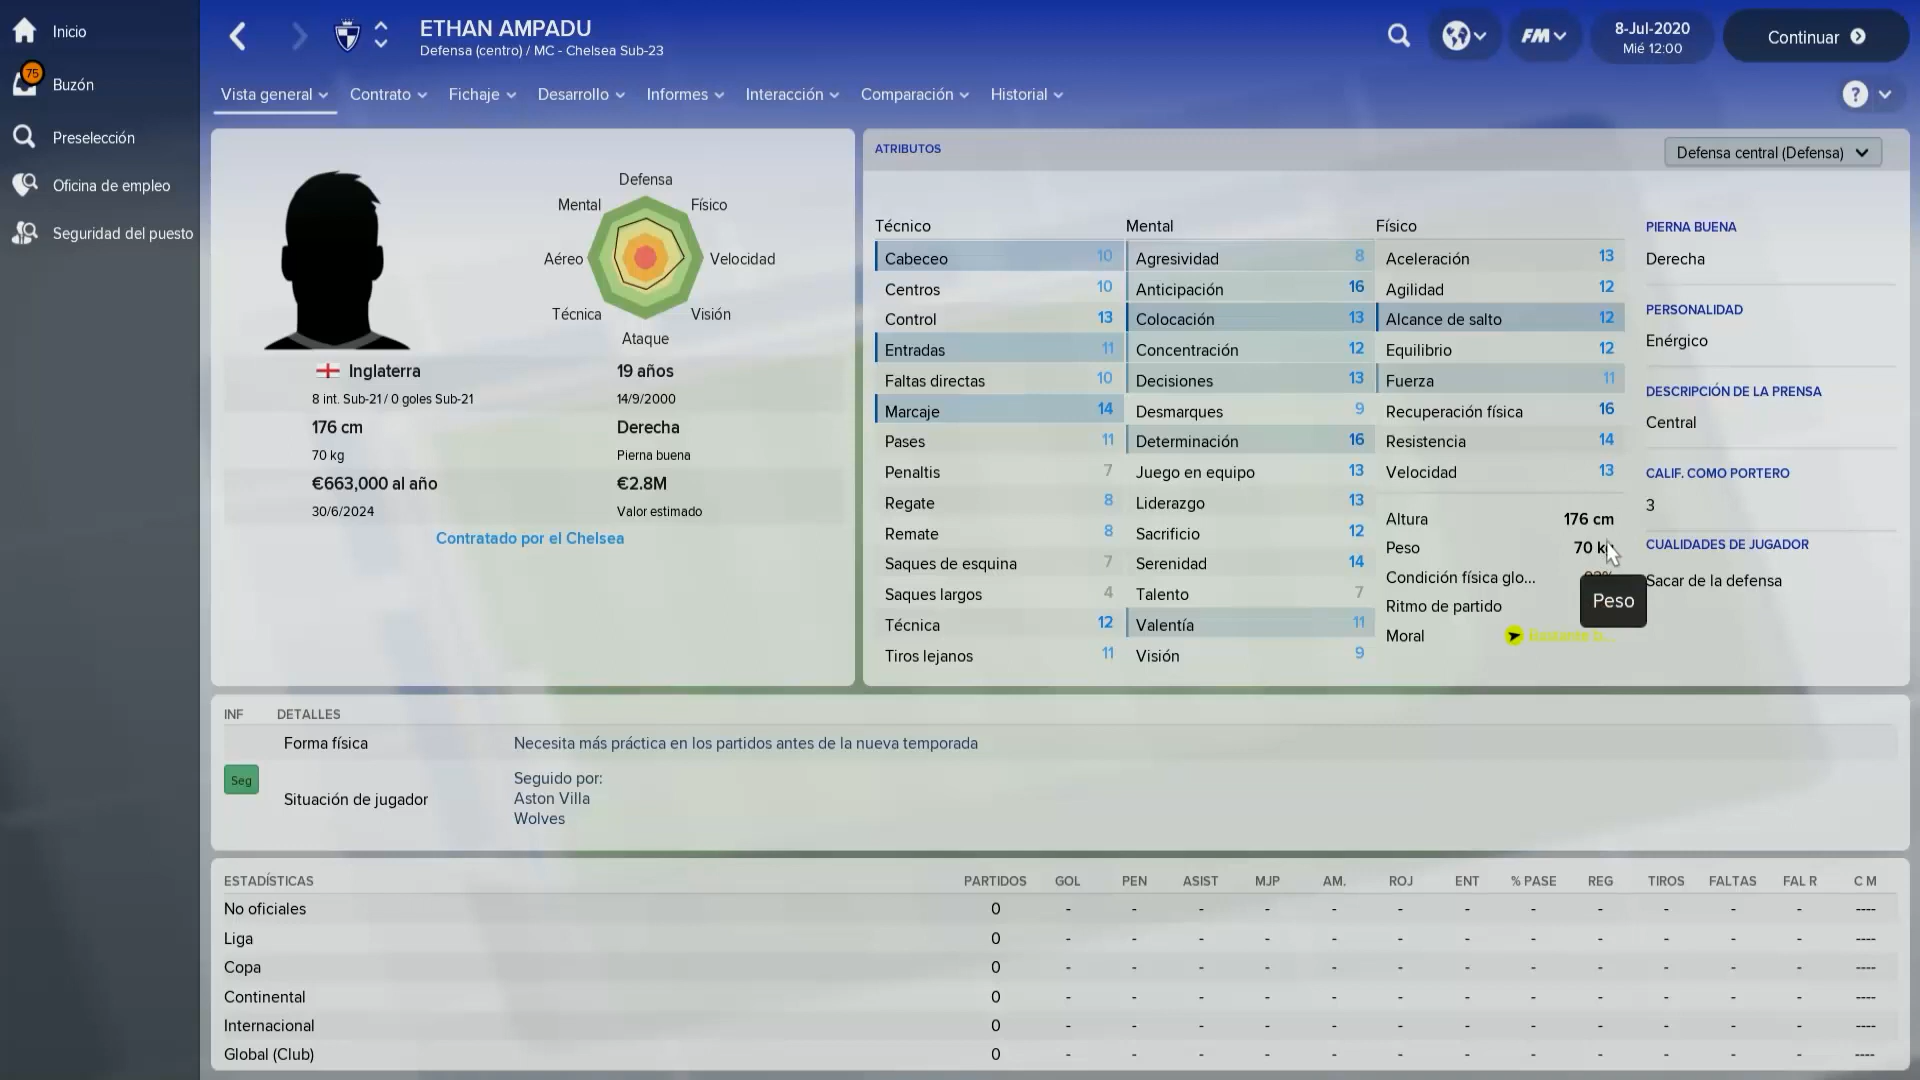 Inicio
75
Buzón
Preselección
Oficina de empleo
Seguridad del puesto
ETHAN AMPADU
Defensa (centro) / MC - Chelsea Sub-23
FM
8-Jul-2020
Mié 12:00
Continuar
Vista general
Contrato
Fichaje
Desarrollo
Informes
Interacción
Comparación
Historial
?
Defensa
Mental
Físico
Aéreo
Velocidad
Técnica
Visión
Ataque
Inglaterra
8 int. Sub-21 / 0 goles Sub-21
19 años
14/9/2000
176 cm
70 kg
Derecha
Pierna buena
€663,000 al año
30/6/2024
€2.8M
Valor estimado
Contratado por el Chelsea
ATRIBUTOS
Defensa central (Defensa)
Técnico
Cabeceo 10
Centros 10
Control 13
Entradas 11
Faltas directas 10
Marcaje 14
Pases 11
Penaltis 7
Regate 8
Remate 8
Saques de esquina 7
Saques largos 4
Técnica 12
Tiros lejanos 11
Mental
Agresividad 8
Anticipación 16
Colocación 13
Concentración 12
Decisiones 13
Desmarques 9
Determinación 16
Juego en equipo 13
Liderazgo 13
Sacrificio 12
Serenidad 14
Talento 7
Valentía 11
Visión 9
Físico
Aceleración 13
Agilidad 12
Alcance de salto 12
Equilibrio 12
Fuerza 11
Recuperación física 16
Resistencia 14
Velocidad 13
Altura 176 cm
Peso 70 kg
Condición física glo...
Ritmo de partido
Moral
Peso
PIERNA BUENA
Derecha
PERSONALIDAD
Enérgico
DESCRIPCIÓN DE LA PRENSA
Central
CALIF. COMO PORTERO
3
CUALIDADES DE JUGADOR
Sacar de la defensa
INF DETALLES
Forma física Necesita más práctica en los partidos antes de la nueva temporada
Seg
Situación de jugador
Seguido por:
Aston Villa
Wolves
ESTADÍSTICAS PARTIDOS GOL PEN ASIST MJP AM. ROJ ENT % PASE REG TIROS FALTAS FAL R C M
No oficiales 0 - - - - - - - - - - - - ----
Liga 0 - - - - - - - - - - - - ----
Copa 0 - - - - - - - - - - - - ----
Continental 0 - - - - - - - - - - - - ----
Internacional 0 - - - - - - - - - - - - ----
Global (Club) 0 - - - - - - - - - - - - ----